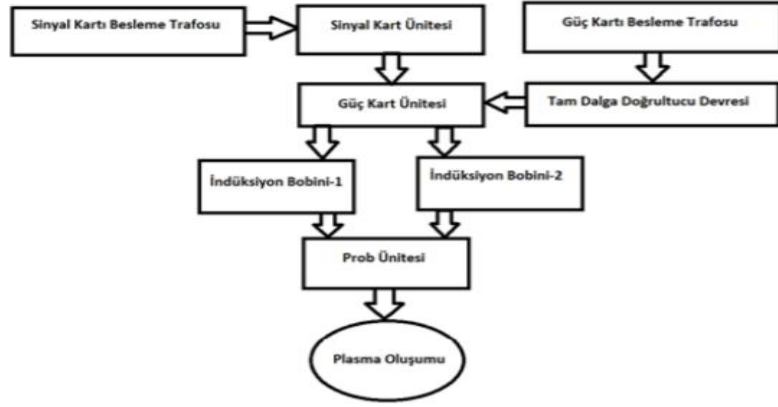 Sinyal Kartı Besleme Trafosu
Sinyal Kart Ünitesi
Güç Kartı Besleme Trafosu
Güç Kart Ünitesi
Tam Dalga Doğrultucu Devresi
İndüksiyon Bobini-1
İndüksiyon Bobini-2
Prob Ünitesi
Plasma Oluşumu